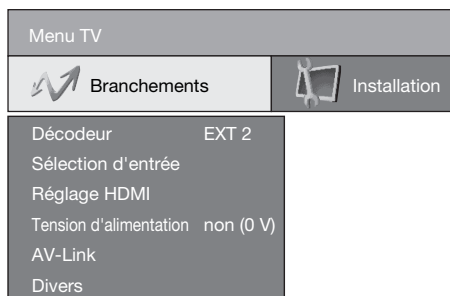 Menu TV
Branchements Installation
Décodeur EXT 2
Sélection d'entrée
Réglage HDMI
Tension d'alimentation non (0 V)
AV-Link
Divers